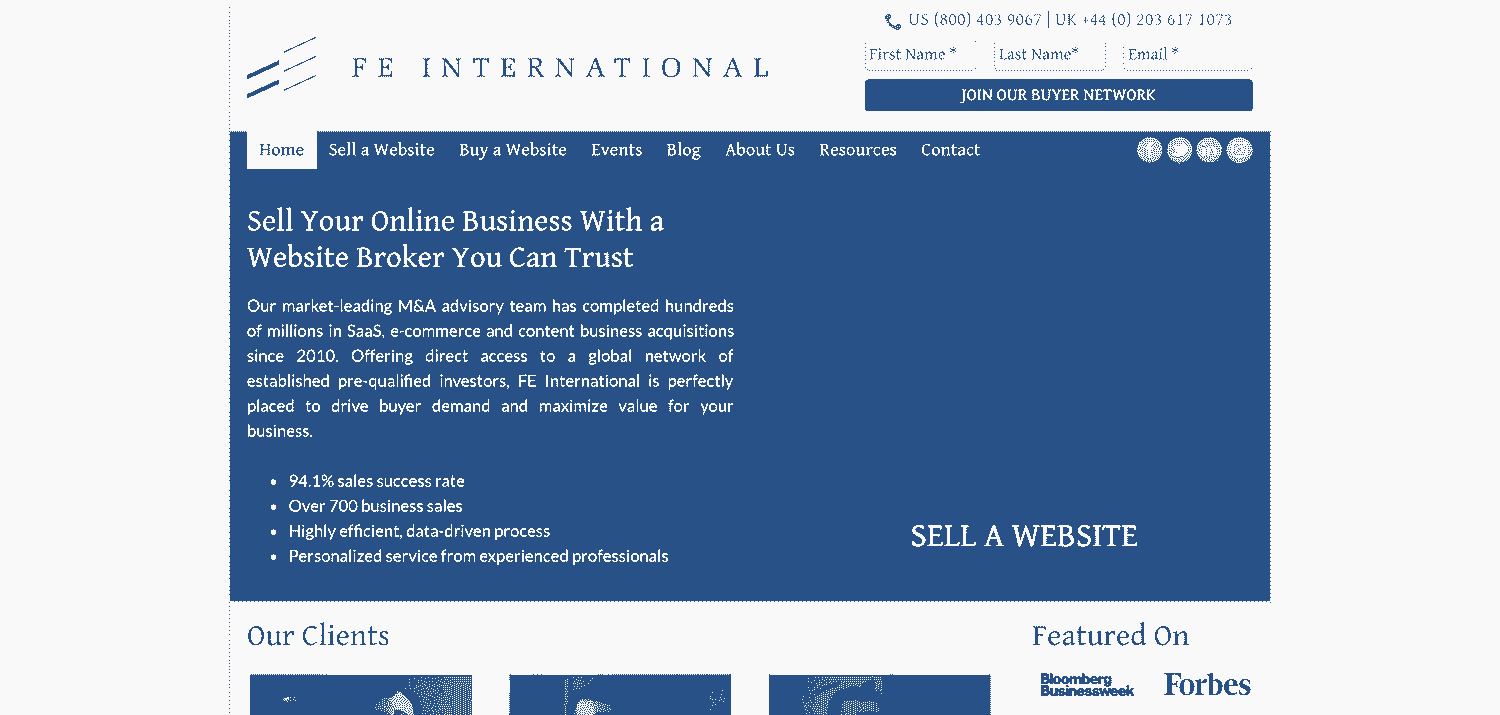 US (800) 403 9067 | UK +44 (0) 203 617 1073
FE INTERNATIONAL
First Name * Last Name* Email *
JOIN OUR BUYER NETWORK
Home Sell a Website Buy a Website Events Blog About Us Resources Contact
Sell Your Online Business With a
Website Broker You Can Trust
Our market-leading M&A advisory team has completed hundreds
of millions in SaaS, e-commerce and content business acquisitions
since 2010. Offering direct access to a global network of
established pre-qualified investors, FE International is perfectly
placed to drive buyer demand and maximize value for your
business.
• 94.1% sales success rate
• Over 700 business sales
• Highly efficient, data-driven process
• Personalized service from experienced professionals
SELL A WEBSITE
Our Clients
Featured On
Bloomberg
Businessweek
Forbes